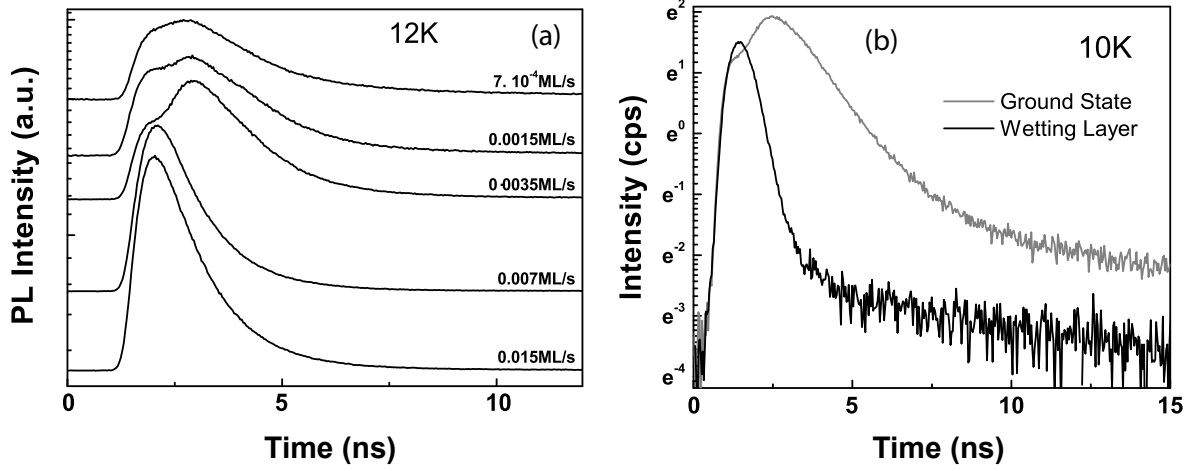 12K
(a)
PL Intensity (a.u.)
7. 10⁻⁴ML/s
0.0015ML/s
0.0035ML/s
0.007ML/s
0.015ML/s
0
5
10
Time (ns)
e²
e¹
e⁰
e⁻¹
e⁻²
e⁻³
e⁻⁴
Intensity (cps)
(b)
10K
Ground State
Wetting Layer
0
5
10
15
Time (ns)